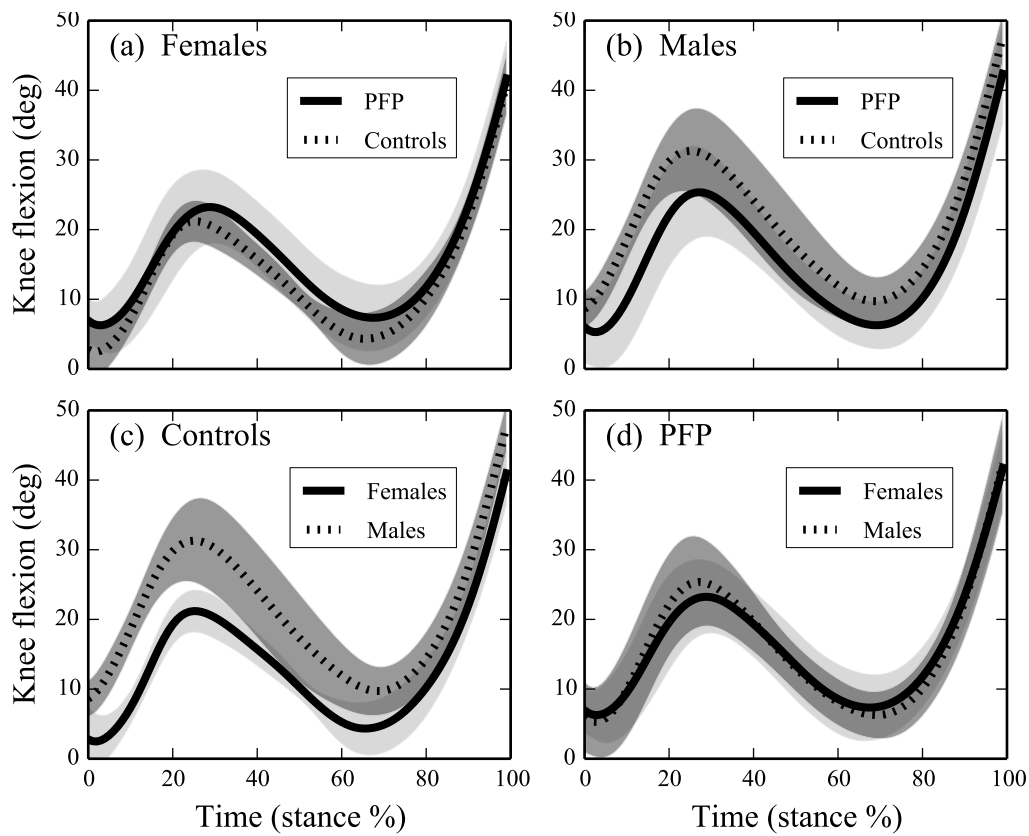 (a) Females
PFP
Controls
50
40
30
20
10
0
Knee flexion (deg
(b) Males
PFP
Controls
50
40
30
20
10
0
(c) Controls
Females
Males
50
40
30
20
10
0
Knee flexion (deg)
0 20 40 60 80 100
Time (stance %)
(d) PFP
Females
Males
50
40
30
20
10
0
0 20 40 60 80 100
Time (stance %)